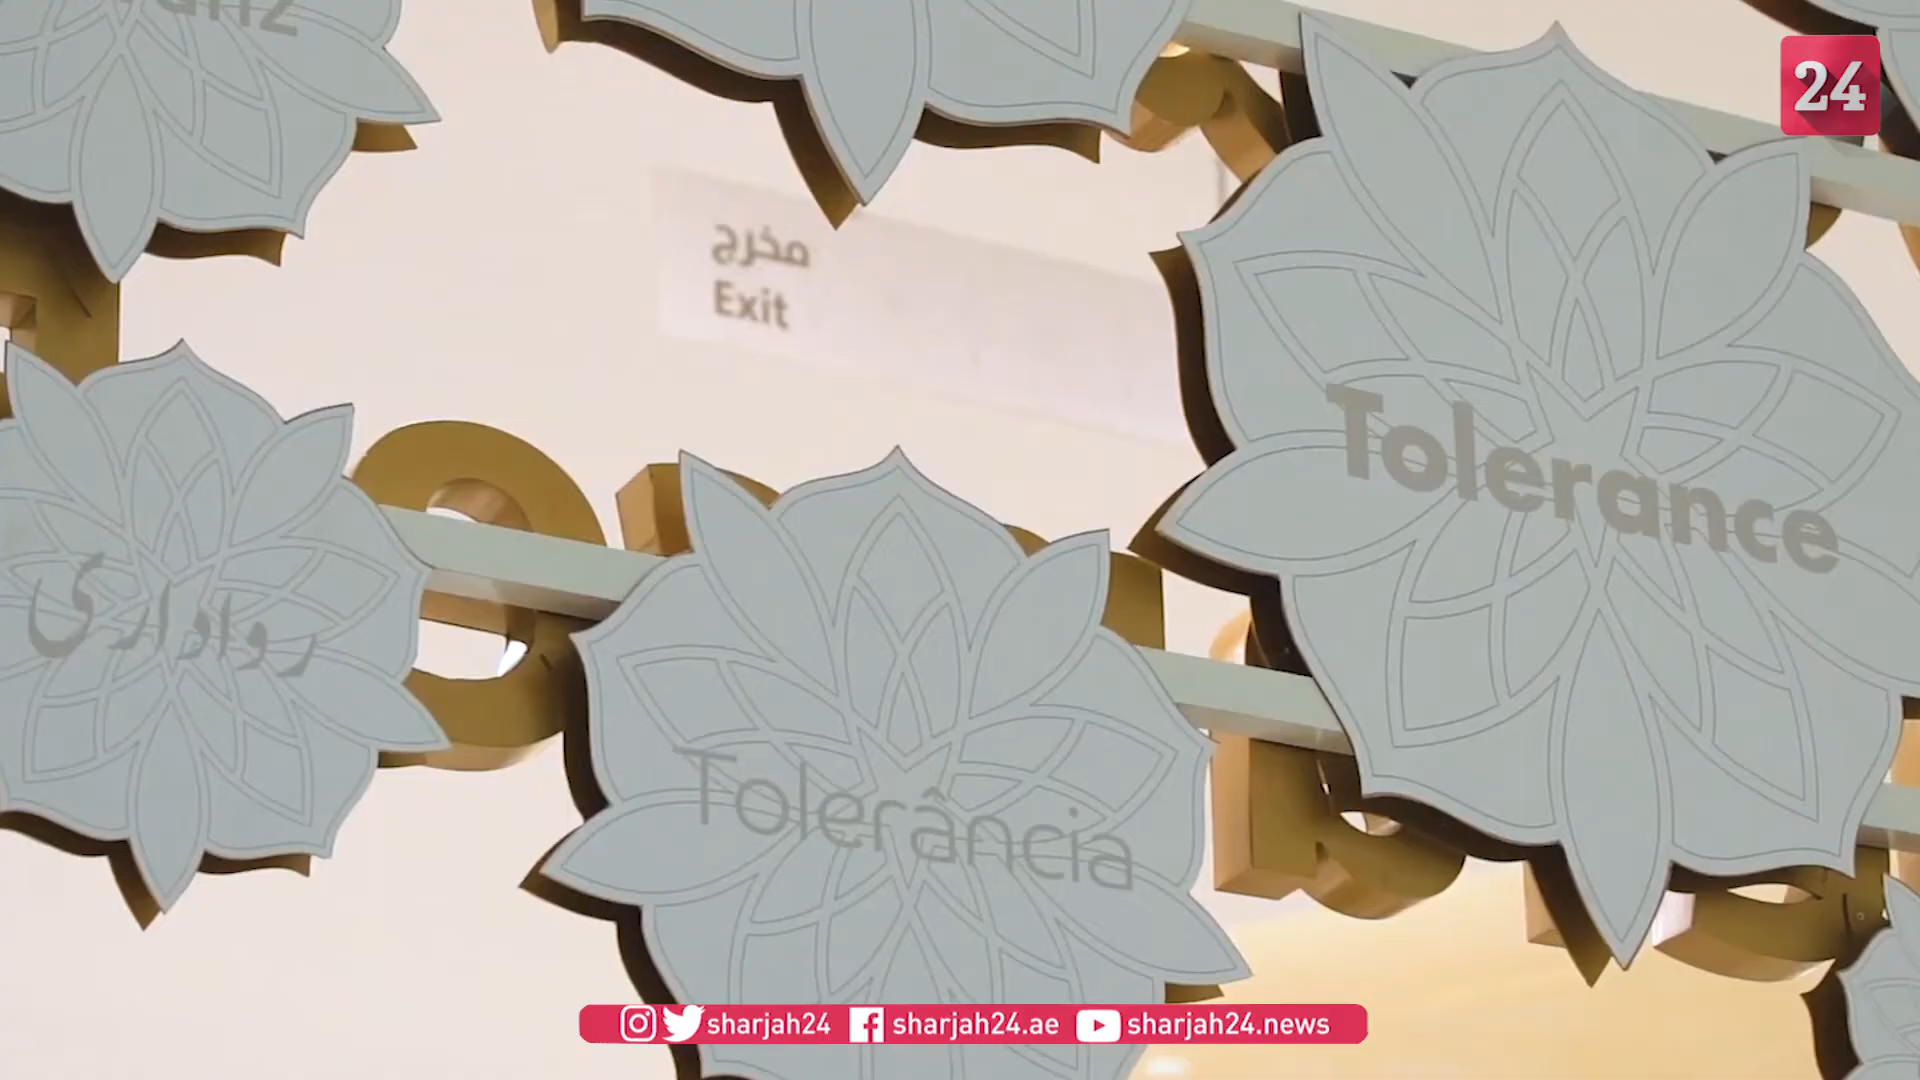 24
مخرج
Exit
Tolerance
رواداری
Tolerância
sharjah24 sharjah24.ae sharjah24.news